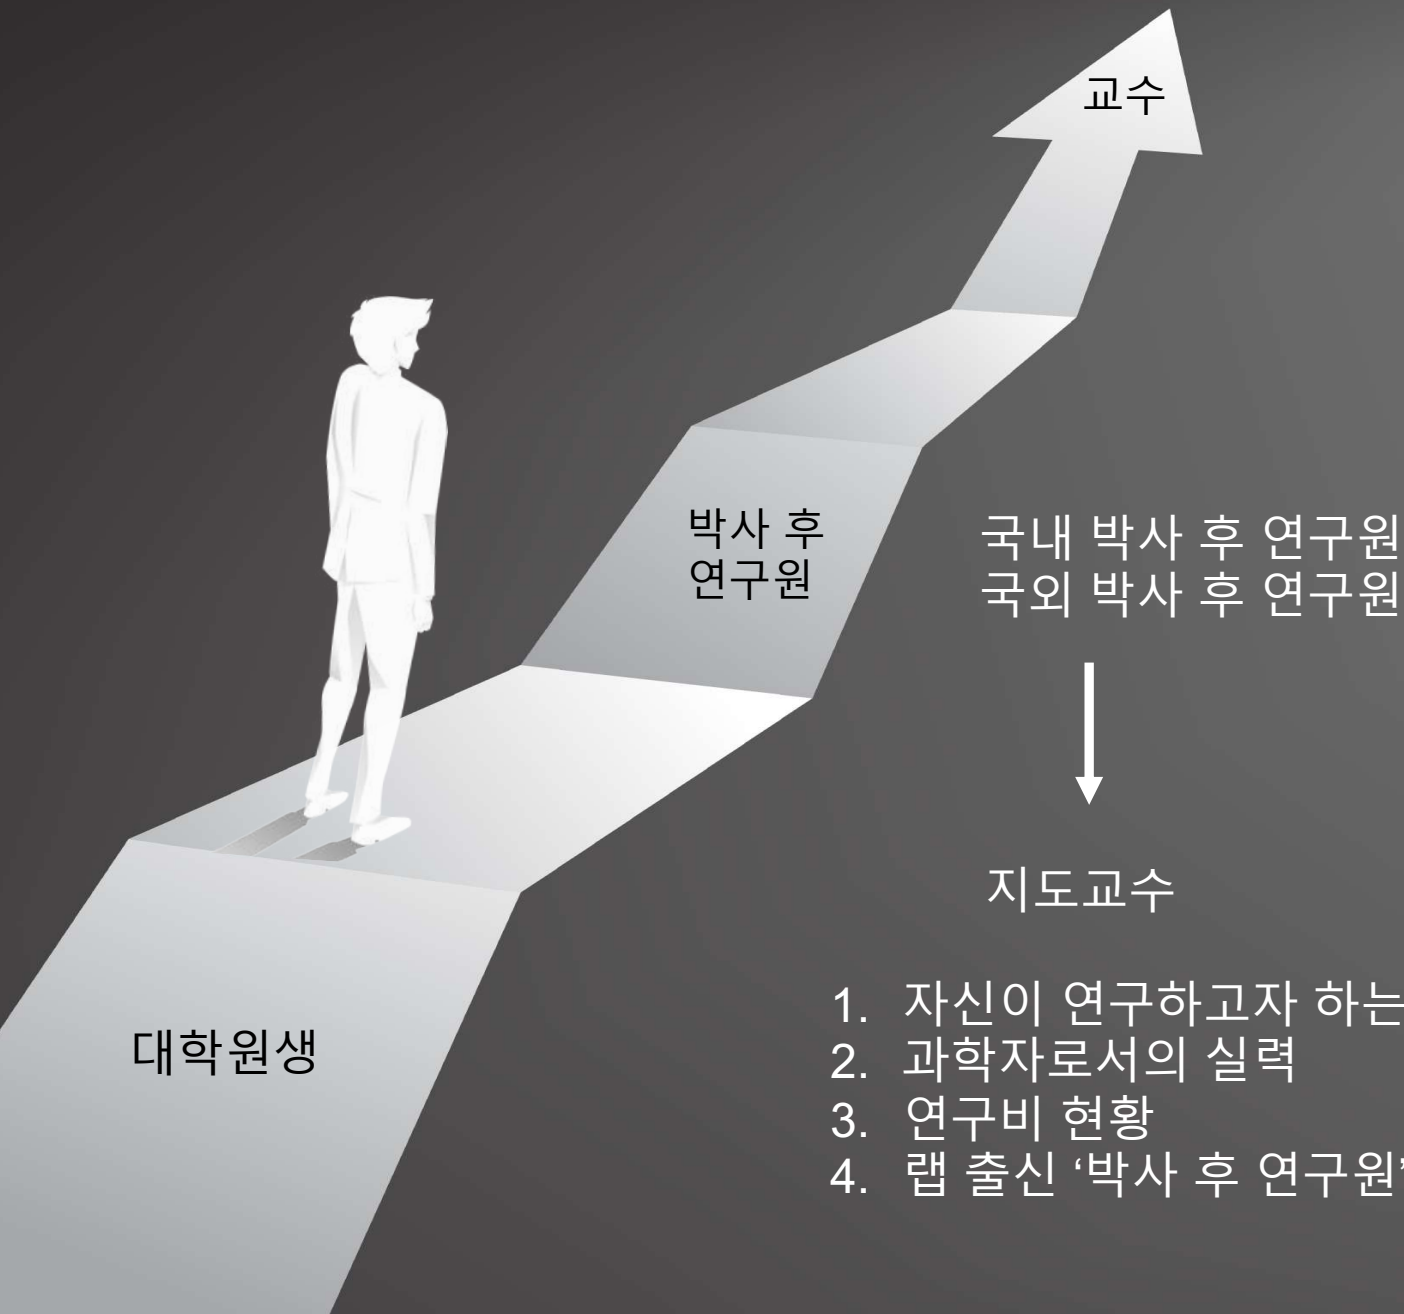 교수
박사 후
연구원
국내 박사 후 연구원
국외 박사 후 연구원
지도교수
대학원생
1. 자신이 연구하고자 하는
2. 과학자로서의 실력
3. 연구비 현황
4. 랩 출신 ‘박사 후 연구원’